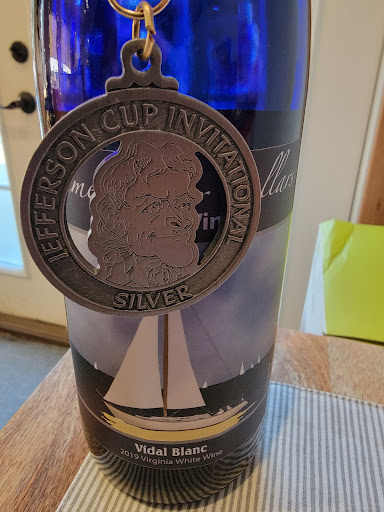 JEFFERSON CUP INVITATIONAL
SILVER
Vidal Blanc
2019 Virginia White Wine